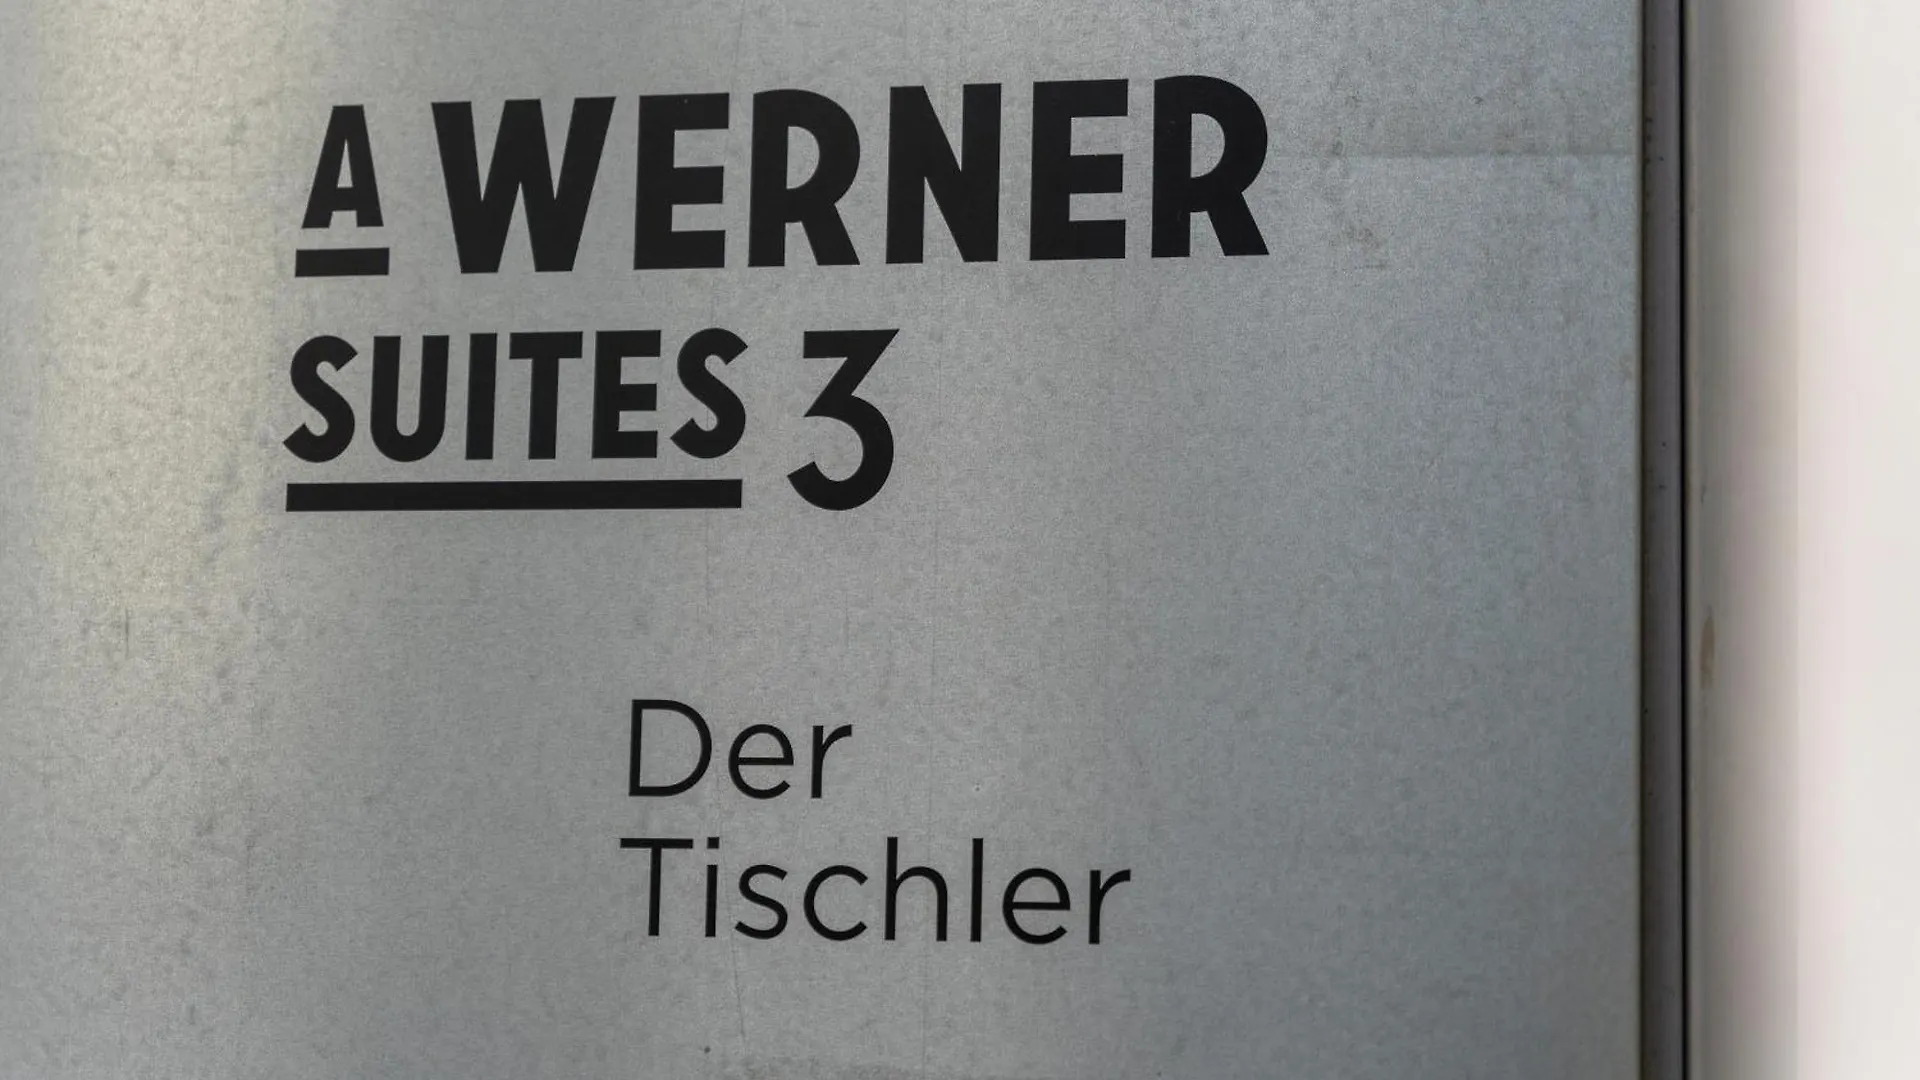 A WERNER
SUITES 3
Der
Tischler